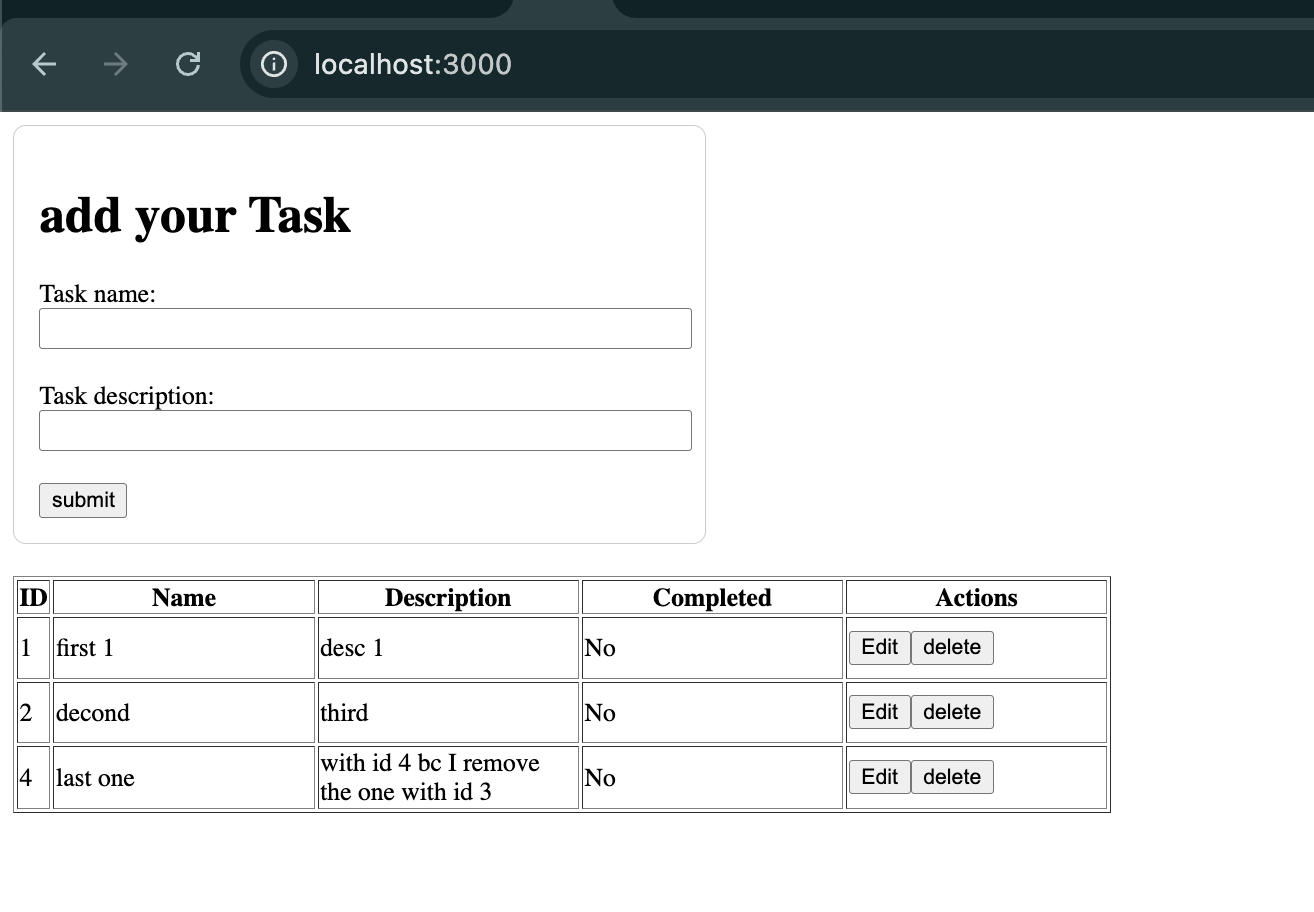 localhost:3000
add your Task
Task name:
Task description:
submit
ID Name Description Completed Actions
1 first 1 desc 1 No Edit delete
2 decond third No Edit delete
4 last one with id 4 bc I remove the one with id 3 No Edit delete